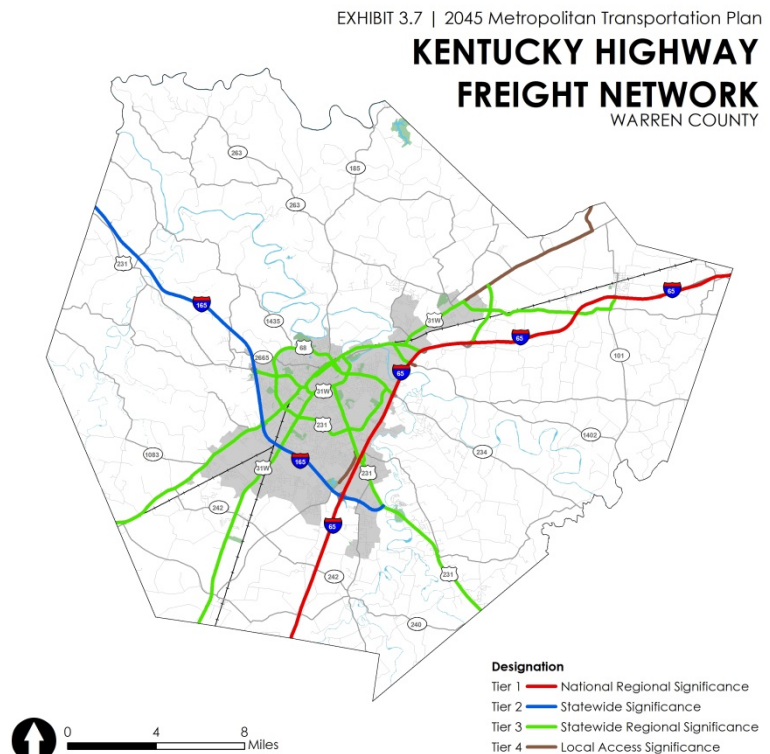 EXHIBIT 3.7 | 2045 Metropolitan Transportation Plan
KENTUCKY HIGHWAY
FREIGHT NETWORK
WARREN COUNTY
263
185
263
231
165
65
1435
31W
65
68
2665
101
65
31W
231
1402
234
1083
165
31W
231
242
65
242
231
240
Designation
Tier 1 National Regional Significance
Tier 2 Statewide Significance
Tier 3 Statewide Regional Significance
Tier 4 Local Access Significance
0 4 8
Miles